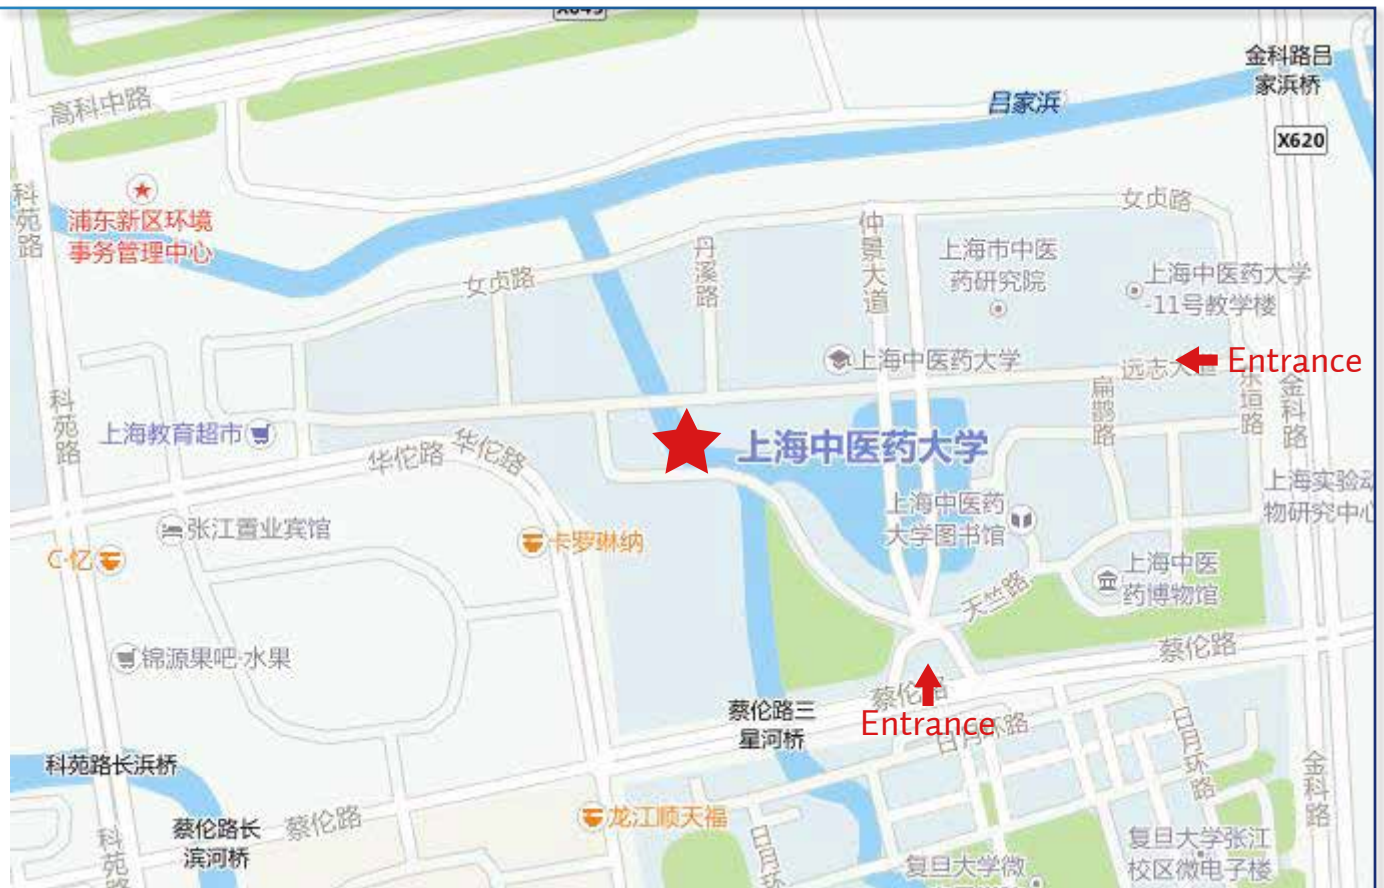 X045
金科路吕
家浜桥
吕家浜
高科中路
X620
科苑路
浦东新区环境
事务管理中心
女贞路
仲景大道
丹溪路
上海市中医
药研究院
女贞路
上海中医药大学
-11号教学楼
上海中医药大学
远志大道
Entrance
科苑路
扁鹊路
东垣路
金科路
上海教育超市
华佗路
华佗路
上海中医药大学
上海实验动
物研究中心
上海中医药
大学图书馆
张江置业宾馆
卡罗琳纳
C·忆
上海中医
药博物馆
天竺路
锦源果吧·水果
蔡伦路
蔡伦路
Entrance
蔡伦路三
星河桥
日月环路
日月环路
科苑路长浜桥
金科路
蔡伦路长
滨河桥
蔡伦路
龙江顺天福
科苑路
日月环
复旦大学张江
校区微电子楼
复旦大学微